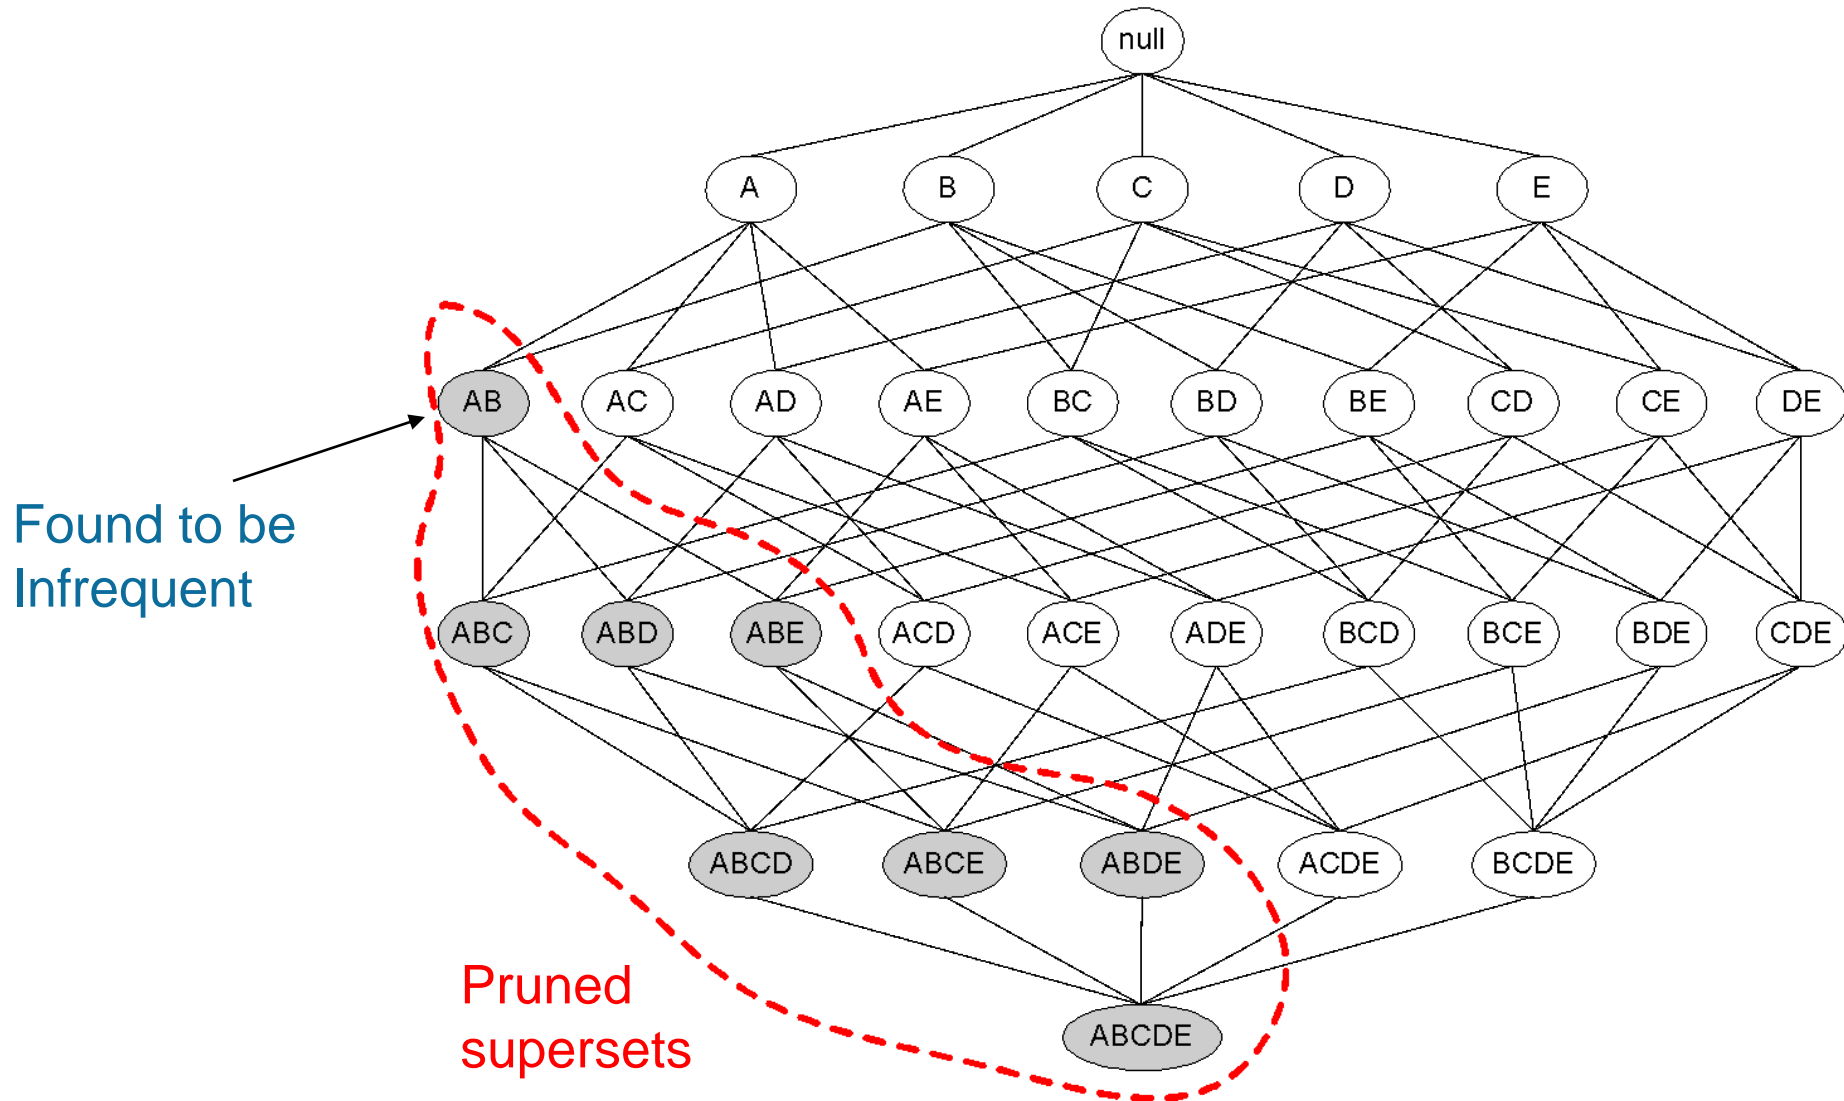 null
A B C D E
AB AC AD AE BC BD BE CD CE DE
Found to be
Infrequent
ABC ABD ABE ACD ACE ADE BCD BCE BDE CDE
ABCD ABCE ABDE ACDE BCDE
Pruned
supersets
ABCDE